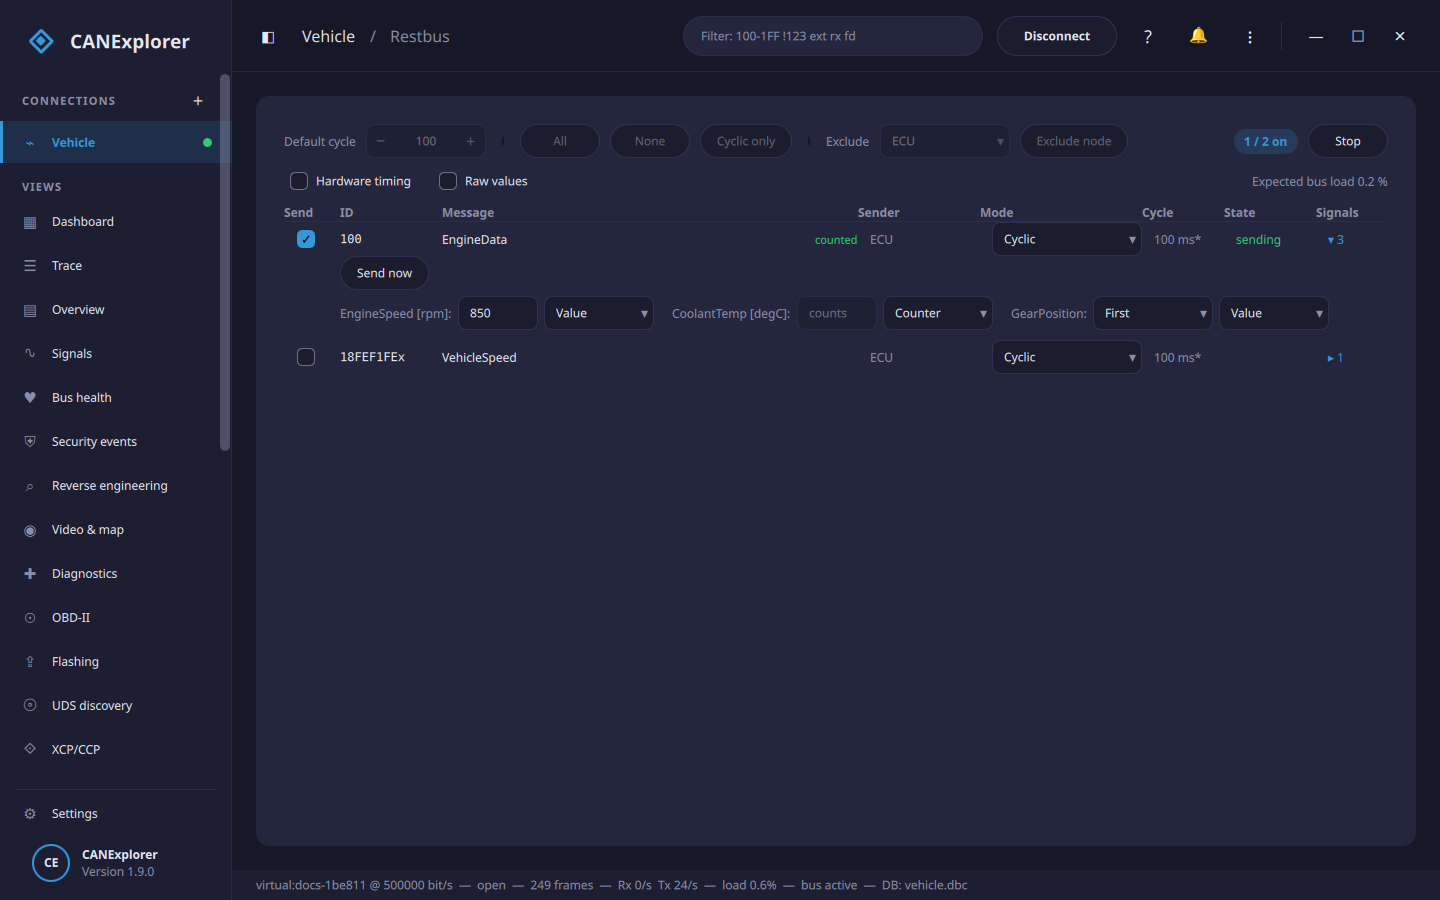 CANExplorer
CONNECTIONS +
Vehicle
VIEWS
Dashboard
Trace
Overview
Signals
Bus health
Security events
Reverse engineering
Video & map
Diagnostics
OBD-II
Flashing
UDS discovery
XCP/CCP
Settings
CE
CANExplorer
Version 1.9.0
Vehicle / Restbus
Filter: 100-1FF !123 ext rx fd
Disconnect
?
Default cycle − 100 + All None Cyclic only Exclude ECU Exclude node 1 / 2 on Stop
Hardware timing Raw values Expected bus load 0.2 %
Send ID Message Sender Mode Cycle State Signals
100 EngineData counted ECU Cyclic 100 ms* sending ▾ 3
Send now
EngineSpeed [rpm]: 850 Value CoolantTemp [degC]: counts Counter GearPosition: First Value
18FEF1FEx VehicleSpeed ECU Cyclic 100 ms* ▸ 1
virtual:docs-1be811 @ 500000 bit/s — open — 249 frames — Rx 0/s Tx 24/s — load 0.6% — bus active — DB: vehicle.dbc